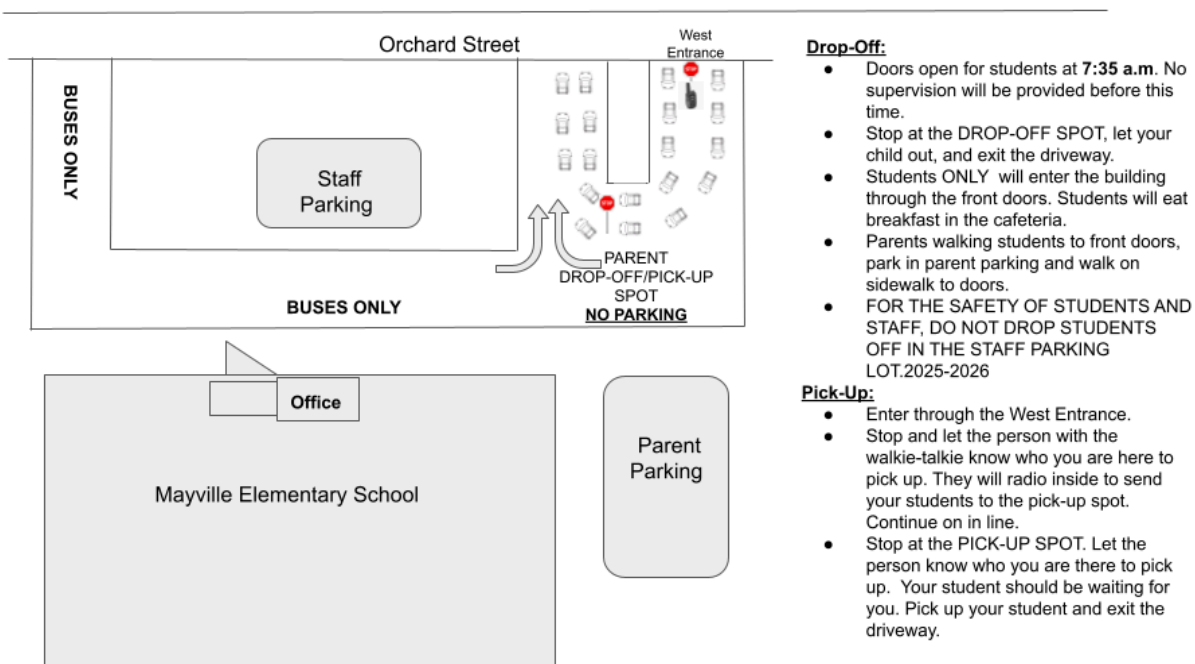 Orchard Street
West
Entrance
BUSES ONLY
STOP
Staff
Parking
STOP
PARENT
DROP-OFF/PICK-UP
SPOT
NO PARKING
BUSES ONLY
Office
Mayville Elementary School
Parent
Parking
Drop-Off:
● Doors open for students at 7:35 a.m. No
supervision will be provided before this
time.
● Stop at the DROP-OFF SPOT, let your
child out, and exit the driveway.
● Students ONLY will enter the building
through the front doors. Students will eat
breakfast in the cafeteria.
● Parents walking students to front doors,
park in parent parking and walk on
sidewalk to doors.
● FOR THE SAFETY OF STUDENTS AND
STAFF, DO NOT DROP STUDENTS
OFF IN THE STAFF PARKING
LOT.2025-2026
Pick-Up:
● Enter through the West Entrance.
● Stop and let the person with the
walkie-talkie know who you are here to
pick up. They will radio inside to send
your students to the pick-up spot.
Continue on in line.
● Stop at the PICK-UP SPOT. Let the
person know who you are there to pick
up. Your student should be waiting for
you. Pick up your student and exit the
driveway.